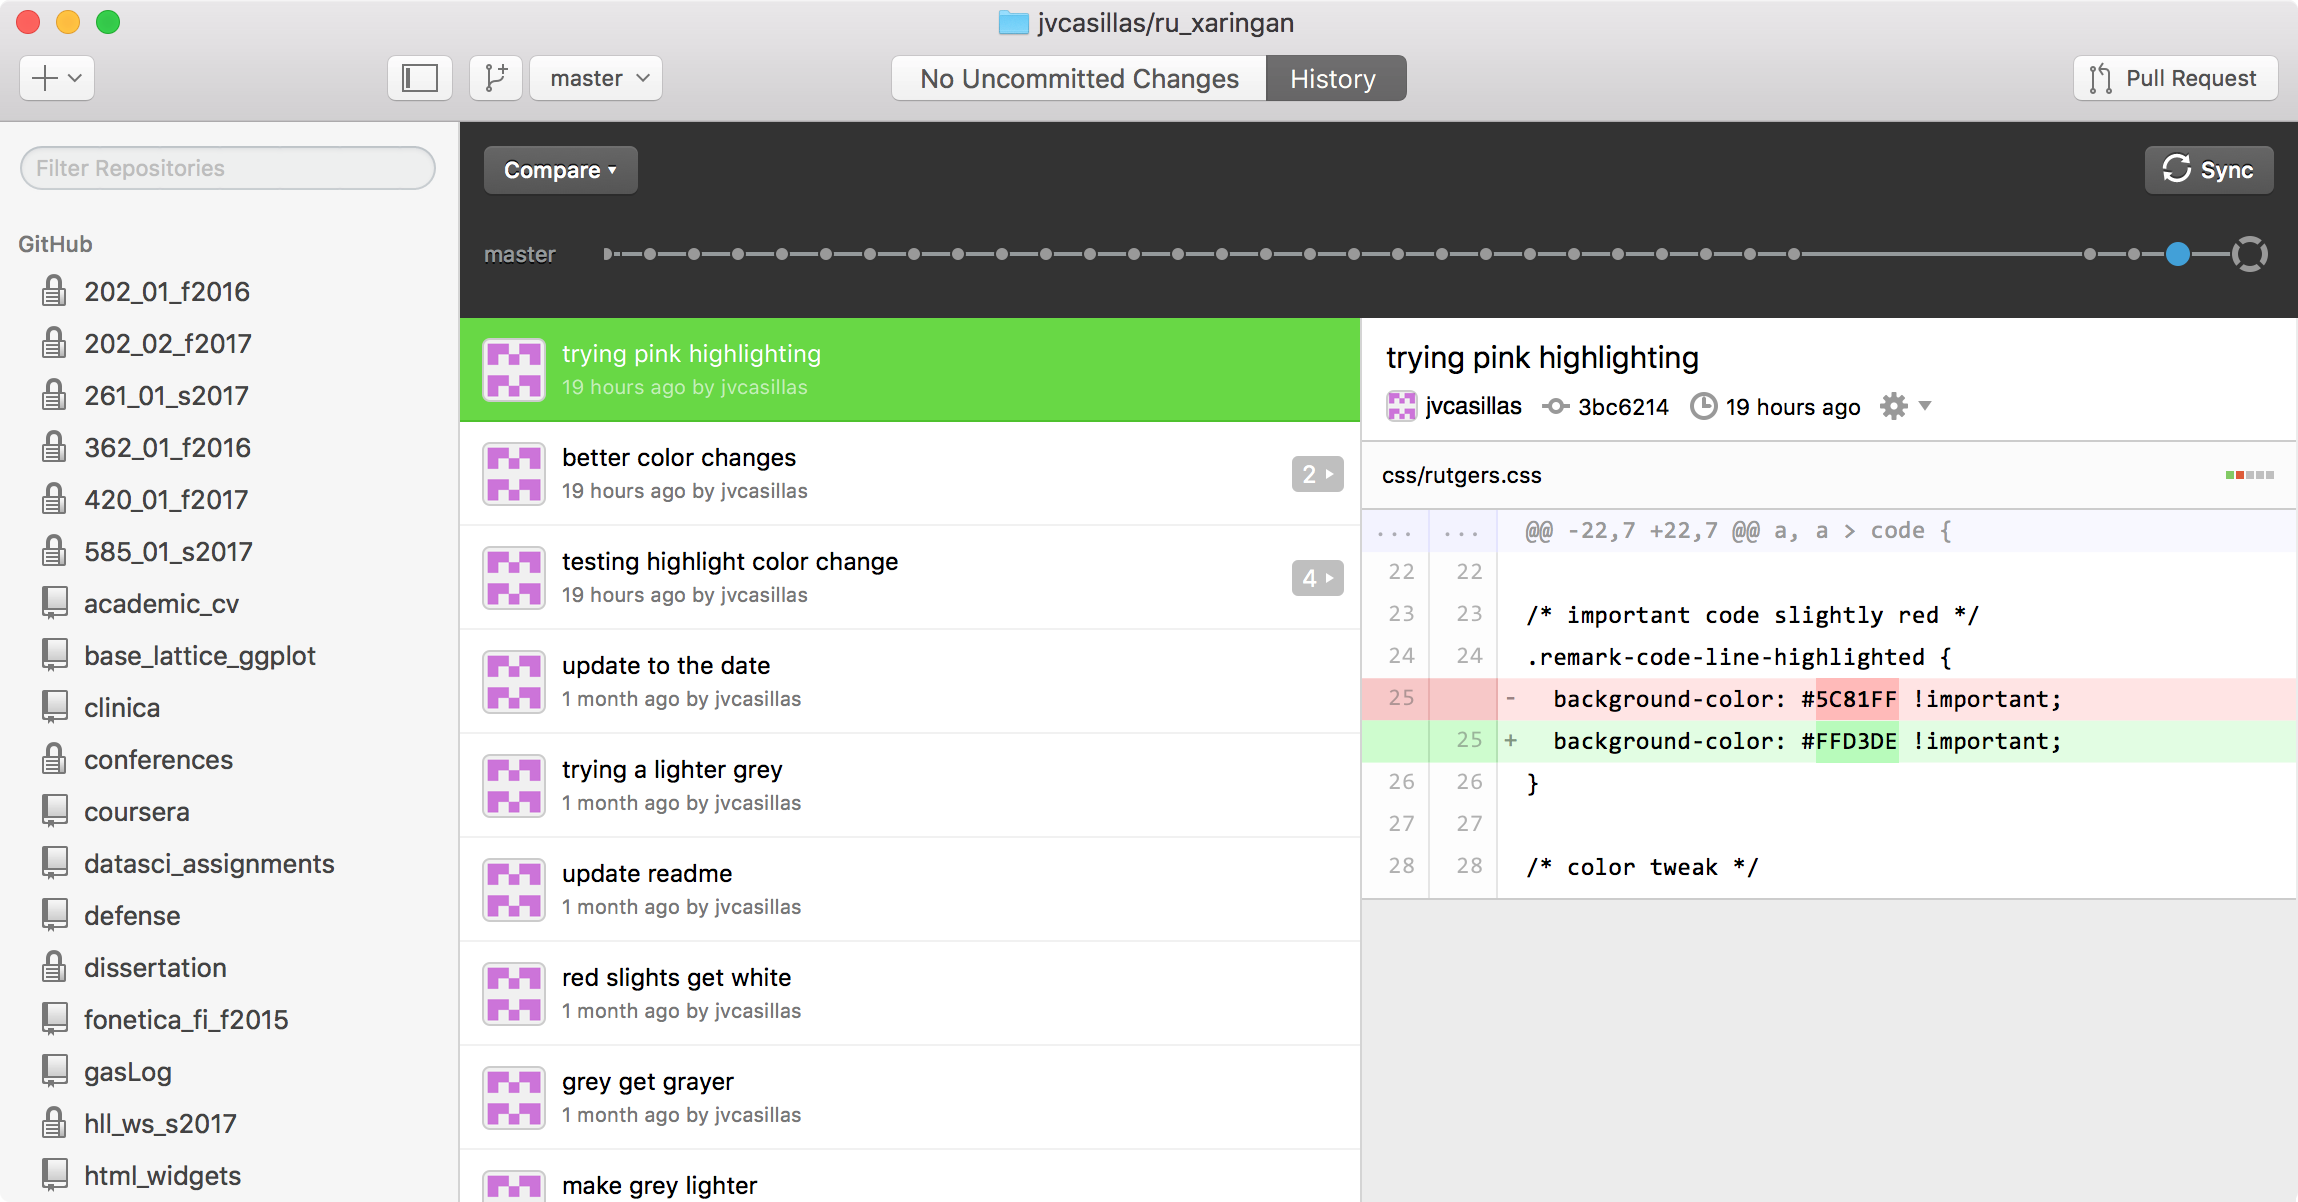 jvcasillas/ru_xaringan
master
No Uncommitted Changes
History
Pull Request
Filter Repositories
GitHub
202_01_f2016
202_02_f2017
261_01_s2017
362_01_f2016
420_01_f2017
585_01_s2017
academic_cv
base_lattice_ggplot
clinica
conferences
coursera
datasci_assignments
defense
dissertation
fonetica_fi_f2015
gasLog
hll_ws_s2017
html_widgets
Compare
Sync
master
trying pink highlighting
19 hours ago by jvcasillas
better color changes
19 hours ago by jvcasillas
2
testing highlight color change
19 hours ago by jvcasillas
4
update to the date
1 month ago by jvcasillas
trying a lighter grey
1 month ago by jvcasillas
update readme
1 month ago by jvcasillas
red slights get white
1 month ago by jvcasillas
grey get grayer
1 month ago by jvcasillas
make grey lighter
trying pink highlighting
jvcasillas 3bc6214 19 hours ago
css/rutgers.css
... ... @@ -22,7 +22,7 @@ a, a > code {
22 22
23 23 /* important code slightly red */
24 24 .remark-code-line-highlighted {
25 - background-color: #5C81FF !important;
25 + background-color: #FFD3DE !important;
26 26 }
27 27
28 28 /* color tweak */